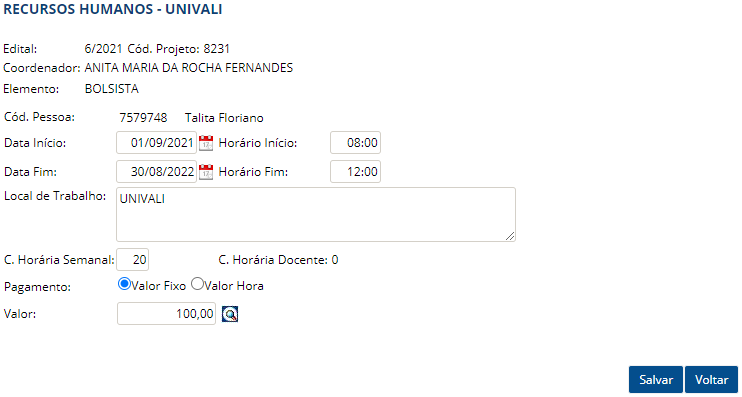 RECURSOS HUMANOS - UNIVALI
Edital: 6/2021 Cód. Projeto: 8231
Coordenador: ANITA MARIA DA ROCHA FERNANDES
Elemento: BOLSISTA
Cód. Pessoa: 7579748 Talita Floriano
Data Início: 01/09/2021 Horário Início: 08:00
Data Fim: 30/08/2022 Horário Fim: 12:00
Local de Trabalho: UNIVALI
C. Horária Semanal: 20 C. Horária Docente: 0
Pagamento: Valor Fixo Valor Hora
Valor: 100,00
Salvar Voltar